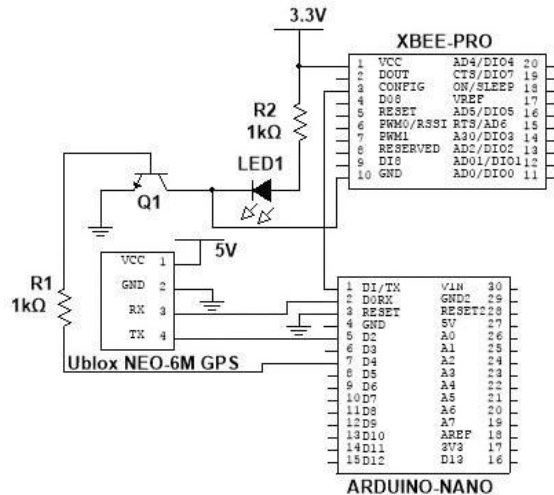 3.3V
XBEE-PRO
1 VCC AD4/DIO4 20
2 DOUT CTS/DIO7 19
3 CONFIG ON/SLEEP 18
4 DO8 VREF 17
5 RESET AD5/DIO5 16
6 PWM0/RSSI RTS/AD6 15
7 PWM1 A30/DIO3 14
8 RESERVED AD2/DIO2 13
9 DI8 AD01/DIO1 12
10 GND AD0/DIO0 11
R2
1kΩ
LED1
Q1
5V
VCC 1
GND 2
RX 3
TX 4
R1
1kΩ
Ublox NEO-6M GPS
1 DI/TX VIN 30
2 D0RX GND2 29
3 RESET RESET2 28
4 GND 5V 27
5 D2 A0 26
6 D3 A1 25
7 D4 A2 24
8 D5 A3 23
9 D6 A4 22
10 D7 A5 21
11 D8 A6 20
12 D9 A7 19
13 D10 AREF 18
14 D11 3V3 17
15 D12 D13 16
ARDUINO-NANO